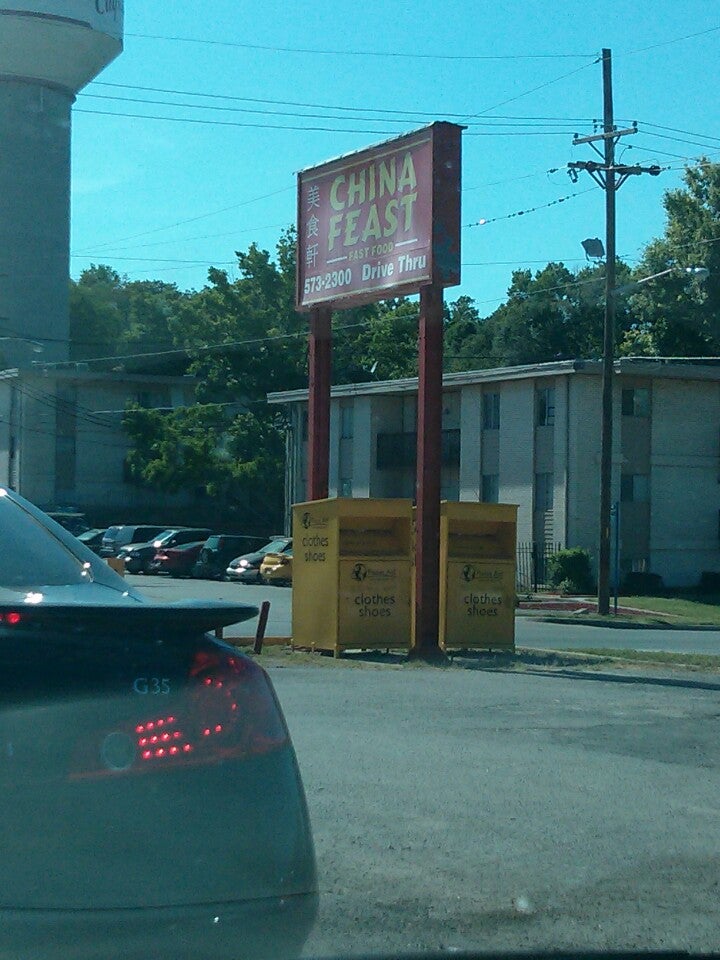 美食軒
CHINA
FEAST
FAST FOOD
573-2300 Drive Thru
clothes
shoes
clothes
shoes
clothes
shoes
G35